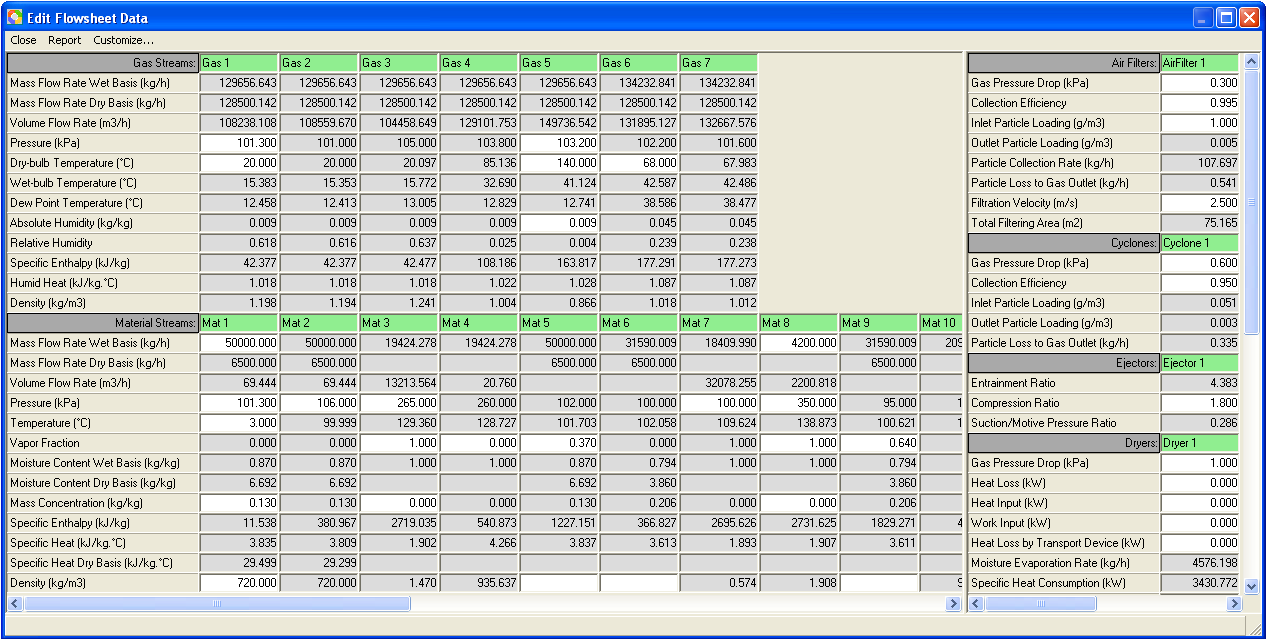 Edit Flowsheet Data
Close Report Customize...
Gas Streams: Gas 1 Gas 2 Gas 3 Gas 4 Gas 5 Gas 6 Gas 7
Mass Flow Rate Wet Basis (kg/h) 129656.643 129656.643 129656.643 129656.643 129656.643 134232.841 134232.841
Mass Flow Rate Dry Basis (kg/h) 128500.142 128500.142 128500.142 128500.142 128500.142 128500.142 128500.142
Volume Flow Rate (m3/h) 108238.108 108559.670 104458.649 129101.753 149736.542 131895.127 132667.576
Pressure (kPa) 101.300 101.000 105.000 103.800 103.200 102.200 101.600
Dry-bulb Temperature (°C) 20.000 20.000 20.097 85.136 140.000 68.000 67.983
Wet-bulb Temperature (°C) 15.383 15.353 15.772 32.690 41.124 42.587 42.486
Dew Point Temperature (°C) 12.458 12.413 13.005 12.829 12.741 38.586 38.477
Absolute Humidity (kg/kg) 0.009 0.009 0.009 0.009 0.009 0.045 0.045
Relative Humidity 0.618 0.616 0.637 0.025 0.004 0.239 0.238
Specific Enthalpy (kJ/kg) 42.377 42.377 42.477 108.186 163.817 177.291 177.273
Humid Heat (kJ/kg.°C) 1.018 1.018 1.018 1.022 1.028 1.087 1.087
Density (kg/m3) 1.198 1.194 1.241 1.004 0.866 1.018 1.012
Material Streams: Mat 1 Mat 2 Mat 3 Mat 4 Mat 5 Mat 6 Mat 7 Mat 8 Mat 9 Mat 10
Mass Flow Rate Wet Basis (kg/h) 50000.000 50000.000 19424.278 19424.278 50000.000 31590.009 18409.990 4200.000 31590.009 209
Mass Flow Rate Dry Basis (kg/h) 6500.000 6500.000 6500.000 6500.000 6500.000
Volume Flow Rate (m3/h) 69.444 69.444 13213.564 20.760 32078.255 2200.818
Pressure (kPa) 101.300 106.000 265.000 260.000 102.000 100.000 100.000 350.000 95.000 1
Temperature (°C) 3.000 99.999 129.360 128.727 101.703 102.058 109.624 138.873 100.621 1
Vapor Fraction 0.000 0.000 1.000 0.000 0.370 0.000 1.000 1.000 0.640
Moisture Content Wet Basis (kg/kg) 0.870 0.870 1.000 1.000 0.870 0.794 1.000 1.000 0.794
Moisture Content Dry Basis (kg/kg) 6.692 6.692 6.692 3.860 3.860
Mass Concentration (kg/kg) 0.130 0.130 0.000 0.000 0.130 0.206 0.000 0.000 0.206
Specific Enthalpy (kJ/kg) 11.538 380.967 2719.035 540.873 1227.151 366.827 2695.626 2731.625 1829.271 4
Specific Heat (kJ/kg.°C) 3.835 3.809 1.902 4.266 3.837 3.613 1.893 1.907 3.611
Specific Heat Dry Basis (kJ/kg.°C) 29.499 29.299
Density (kg/m3) 720.000 720.000 1.470 935.637 0.574 1.908 9
Air Filters: AirFilter 1
Gas Pressure Drop (kPa) 0.300
Collection Efficiency 0.995
Inlet Particle Loading (g/m3) 1.000
Outlet Particle Loading (g/m3) 0.005
Particle Collection Rate (kg/h) 107.697
Particle Loss to Gas Outlet (kg/h) 0.541
Filtration Velocity (m/s) 2.500
Total Filtering Area (m2) 75.165
Cyclones: Cyclone 1
Gas Pressure Drop (kPa) 0.600
Collection Efficiency 0.950
Inlet Particle Loading (g/m3) 0.051
Outlet Particle Loading (g/m3) 0.003
Particle Loss to Gas Outlet (kg/h) 0.335
Ejectors: Ejector 1
Entrainment Ratio 4.383
Compression Ratio 1.800
Suction/Motive Pressure Ratio 0.286
Dryers: Dryer 1
Gas Pressure Drop (kPa) 1.000
Heat Loss (kW) 0.000
Heat Input (kW) 0.000
Work Input (kW) 0.000
Heat Loss by Transport Device (kW) 0.000
Moisture Evaporation Rate (kg/h) 4576.198
Specific Heat Consumption (kW) 3430.772